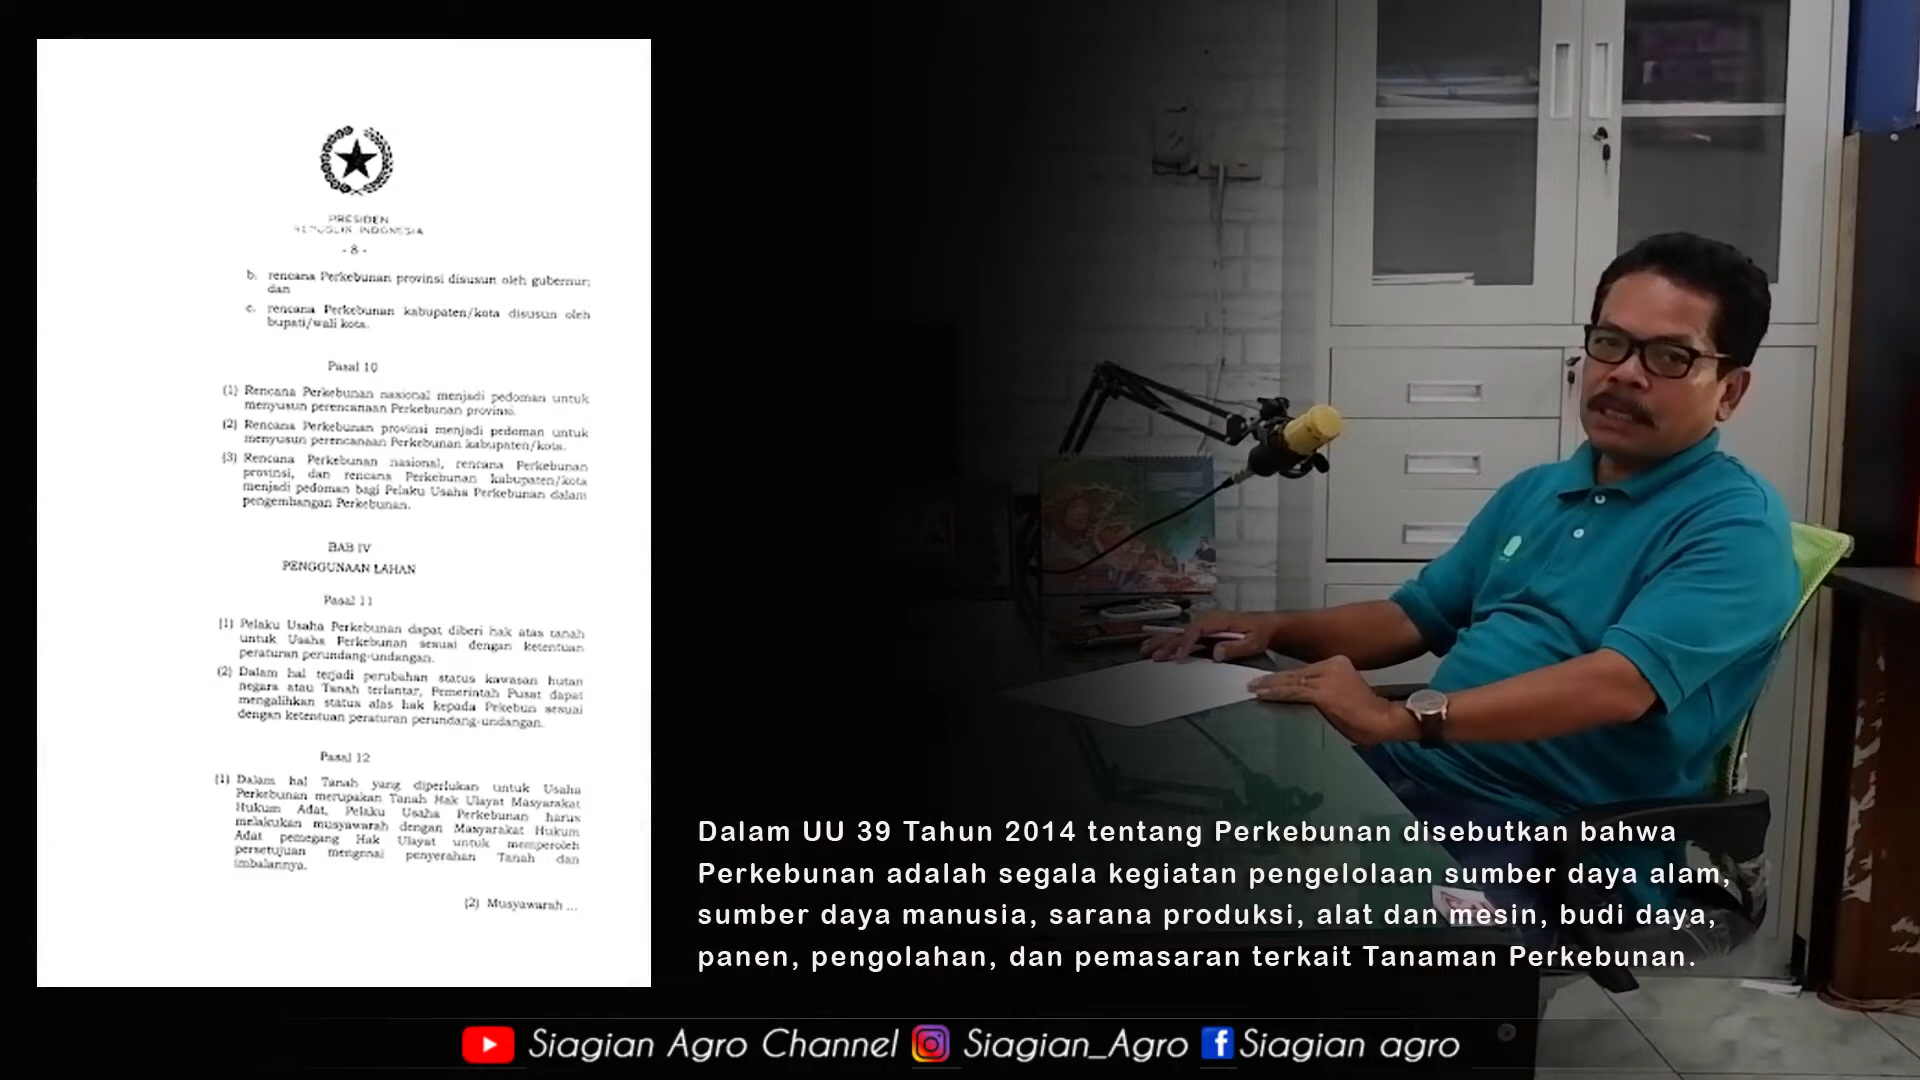 PRESIDEN
REPUBLIK INDONESIA
- 8 -
b. rencana Perkebunan provinsi disusun oleh gubernur;
dan
c. rencana Perkebunan kabupaten/kota disusun oleh
bupati/wali kota.
Pasal 10
(1) Rencana Perkebunan nasional menjadi pedoman untuk
menyusun perencanaan Perkebunan provinsi.
(2) Rencana Perkebunan provinsi menjadi pedoman untuk
menyusun perencanaan Perkebunan kabupaten/kota.
(3) Rencana Perkebunan nasional, rencana Perkebunan
provinsi, dan rencana Perkebunan kabupaten/kota
menjadi pedoman bagi Pelaku Usaha Perkebunan dalam
pengembangan Perkebunan.
BAB IV
PENGGUNAAN LAHAN
Pasal 11
(1) Pelaku Usaha Perkebunan dapat diberi hak atas tanah
untuk Usaha Perkebunan sesuai dengan ketentuan
peraturan perundang-undangan.
(2) Dalam hal terjadi perubahan status kawasan hutan
negara atau Tanah terlantar, Pemerintah Pusat dapat
mengalihkan status alas hak kepada Pekebun sesuai
dengan ketentuan peraturan perundang-undangan.
Pasal 12
(1) Dalam hal Tanah yang diperlukan untuk Usaha
Perkebunan merupakan Tanah Hak Ulayat Masyarakat
Hukum Adat, Pelaku Usaha Perkebunan harus
melakukan musyawarah dengan Masyarakat Hukum
Adat pemegang Hak Ulayat untuk memperoleh
persetujuan mengenai penyerahan Tanah dan
imbalannya.
(2) Musyawarah ...
Dalam UU 39 Tahun 2014 tentang Perkebunan disebutkan bahwa
Perkebunan adalah segala kegiatan pengelolaan sumber daya alam,
sumber daya manusia, sarana produksi, alat dan mesin, budi daya,
panen, pengolahan, dan pemasaran terkait Tanaman Perkebunan.
Siagian Agro Channel Siagian_Agro Siagian agro